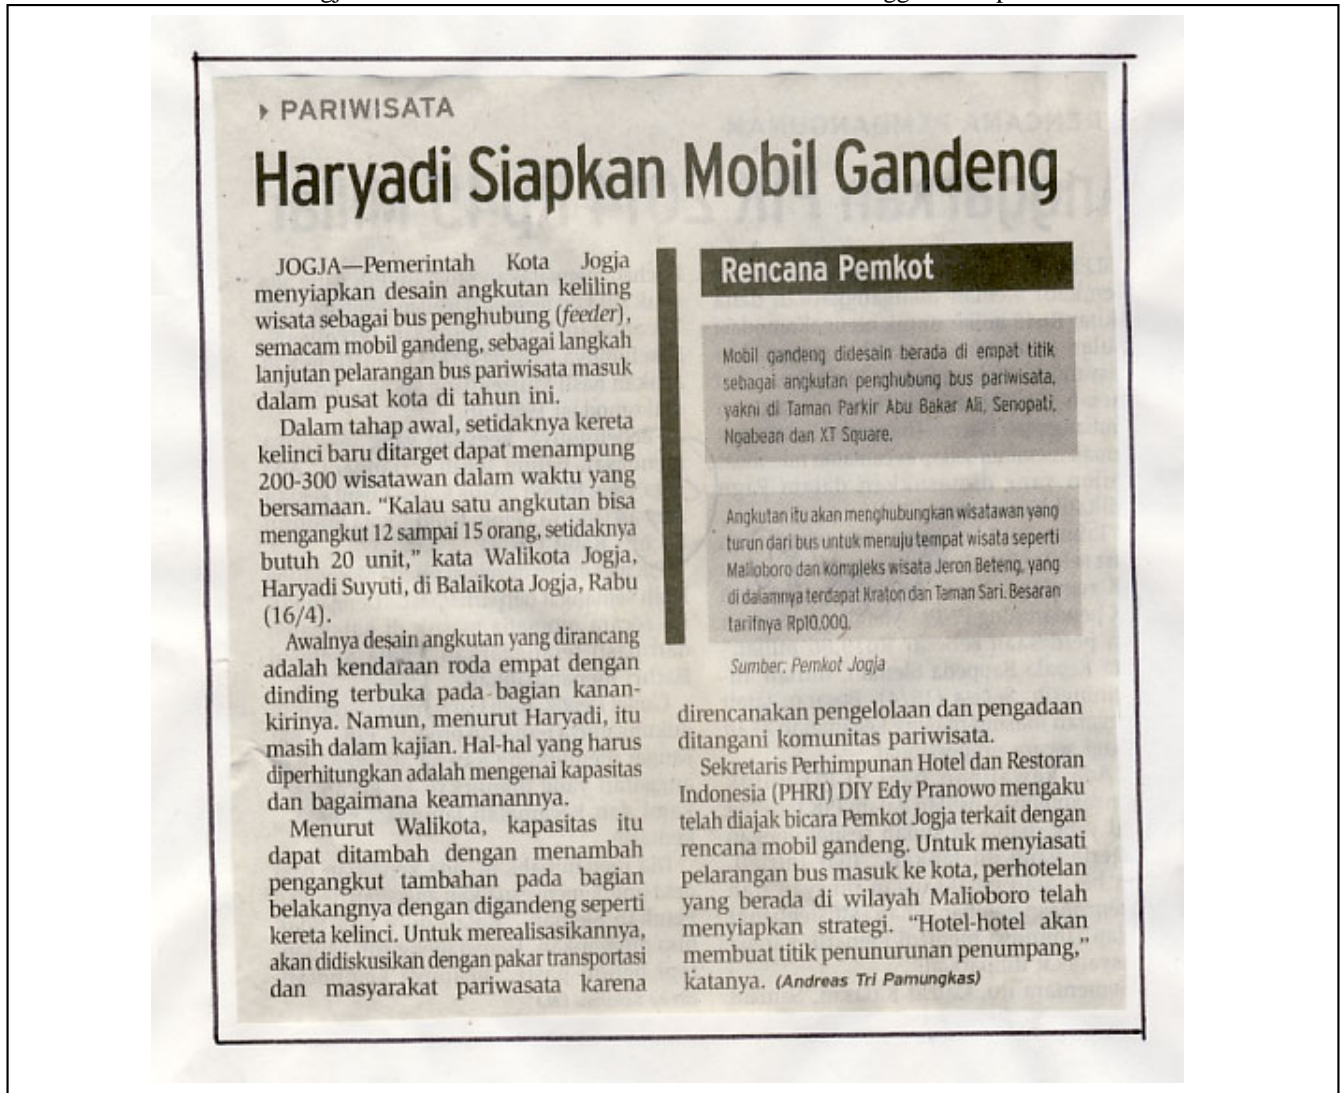 PARIWISATA
Haryadi Siapkan Mobil Gandeng
JOGJA—Pemerintah Kota Jogja
menyiapkan desain angkutan keliling
wisata sebagai bus penghubung (feeder),
semacam mobil gandeng, sebagai langkah
lanjutan pelarangan bus pariwisata masuk
dalam pusat kota di tahun ini.
Dalam tahap awal, setidaknya kereta
kelinci baru ditarget dapat menampung
200-300 wisatawan dalam waktu yang
bersamaan. “Kalau satu angkutan bisa
mengangkut 12 sampai 15 orang, setidaknya
butuh 20 unit,” kata Walikota Jogja,
Haryadi Suyuti, di Balaikota Jogja, Rabu
(16/4).
Awalnya desain angkutan yang dirancang
adalah kendaraan roda empat dengan
dinding terbuka pada bagian kanan-
kirinya. Namun, menurut Haryadi, itu
masih dalam kajian. Hal-hal yang harus
diperhitungkan adalah mengenai kapasitas
dan bagaimana keamanannya.
Menurut Walikota, kapasitas itu
dapat ditambah dengan menambah
pengangkut tambahan pada bagian
belakangnya dengan digandeng seperti
kereta kelinci. Untuk merealisasikannya,
akan didiskusikan dengan pakar transportasi
dan masyarakat pariwasata karena
Rencana Pemkot
Mobil gandeng didesain berada di empat titik
sebagai angkutan penghubung bus pariwisata,
yakni di Taman Parkir Abu Bakar Ali, Senopati,
Ngabean dan XT Square.
Angkutan itu akan menghubungkan wisatawan yang
turun dari bus untuk menuju tempat wisata seperti
Malioboro dan kompleks wisata Jeron Beteng, yang
di dalamnya terdapat Kraton dan Taman Sari. Besaran
tarifnya Rp10.000.
Sumber: Pemkot Jogja
direncanakan pengelolaan dan pengadaan
ditangani komunitas pariwisata.
Sekretaris Perhimpunan Hotel dan Restoran
Indonesia (PHRI) DIY Edy Pranowo mengaku
telah diajak bicara Pemkot Jogja terkait dengan
rencana mobil gandeng. Untuk menyiasati
pelarangan bus masuk ke kota, perhotelan
yang berada di wilayah Malioboro telah
menyiapkan strategi. “Hotel-hotel akan
membuat titik penunurunan penumpang,”
katanya. (Andreas Tri Pamungkas)